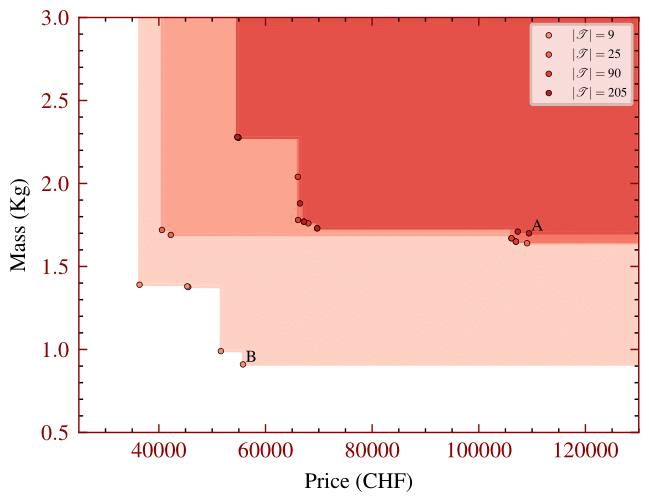 3.0
2.5
2.0
1.5
1.0
0.5
Mass (Kg)
|𝒯| = 9
|𝒯| = 25
|𝒯| = 90
|𝒯| = 205
A
B
40000 60000 80000 100000 120000
Price (CHF)